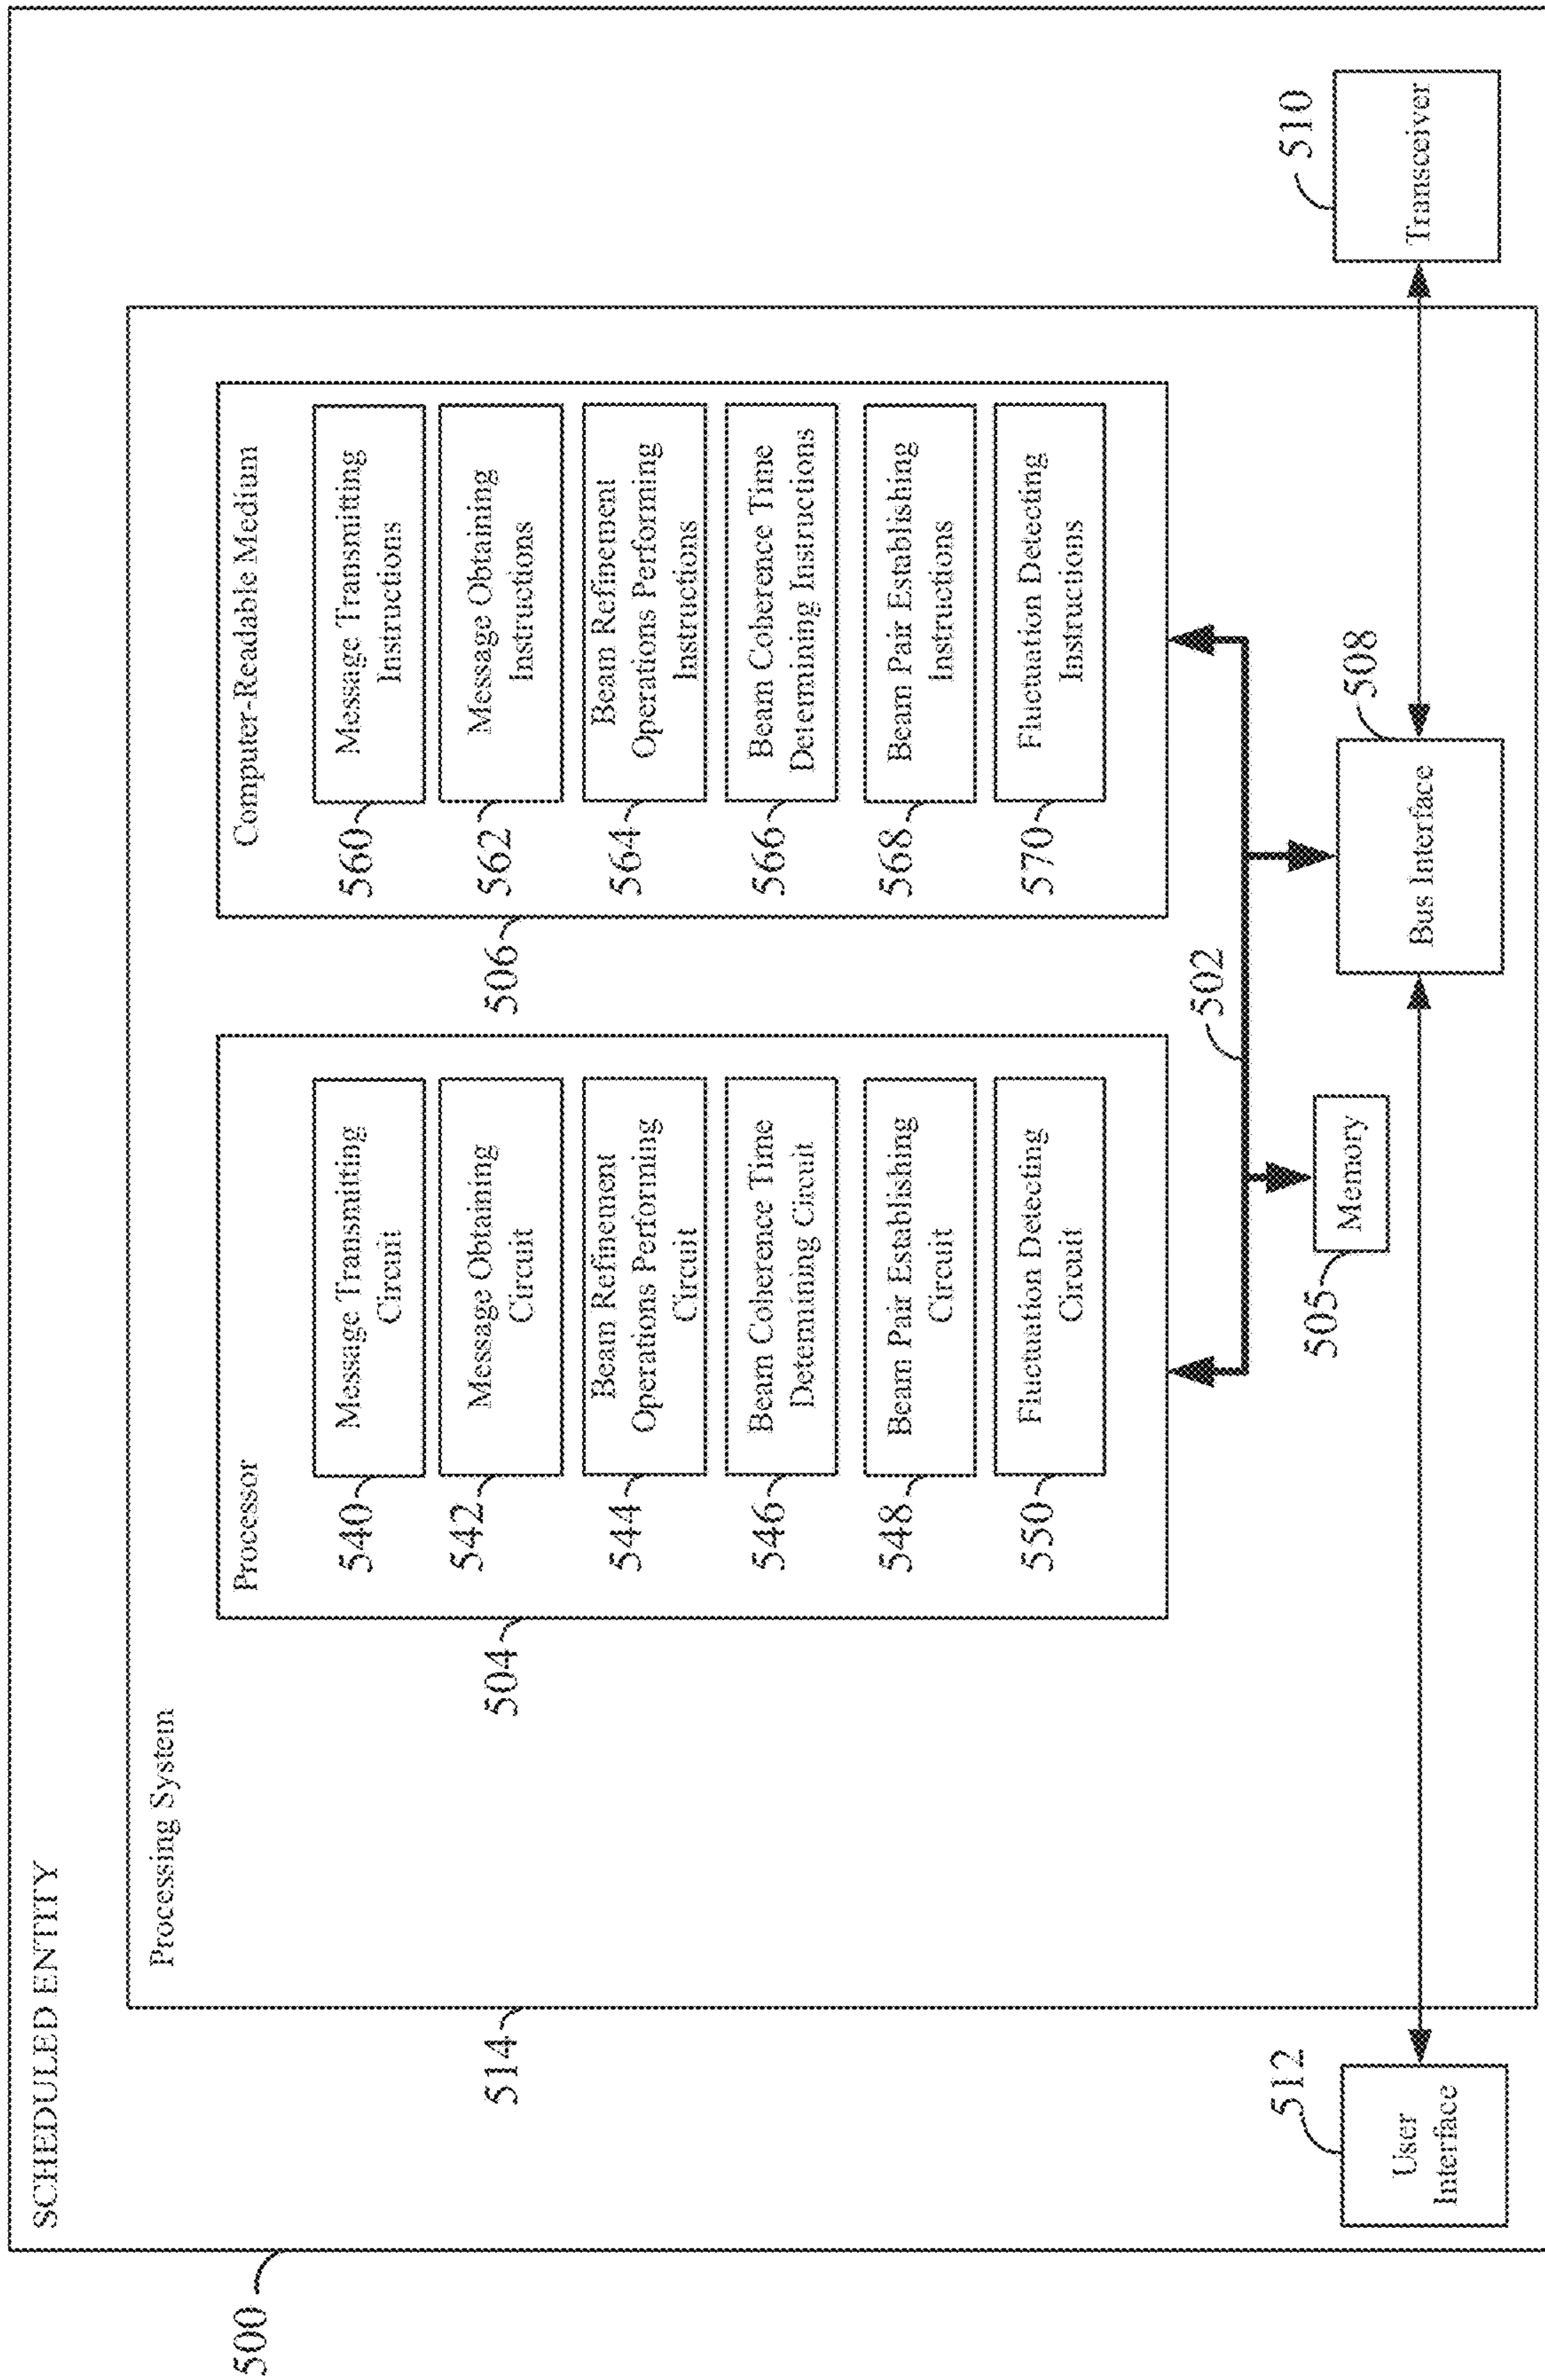 SCHEDULED ENTITY
500
Processing System
514
Processor
504
540
Message Transmitting
Circuit
542
Message Obtaining
Circuit
544
Beam Refinement
Operations Performing
Circuit
546
Beam Coherence Time
Determining Circuit
548
Beam Pair Establishing
Circuit
550
Fluctuation Detecting
Circuit
Computer-Readable Medium
506
560
Message Transmitting
Instructions
562
Message Obtaining
Instructions
564
Beam Refinement
Operations Performing
Instructions
566
Beam Coherence Time
Determining Instructions
568
Beam Pair Establishing
Instructions
570
Fluctuation Detecting
Instructions
502
505
Memory
508
Bus Interface
512
User
Interface
510
Transceiver